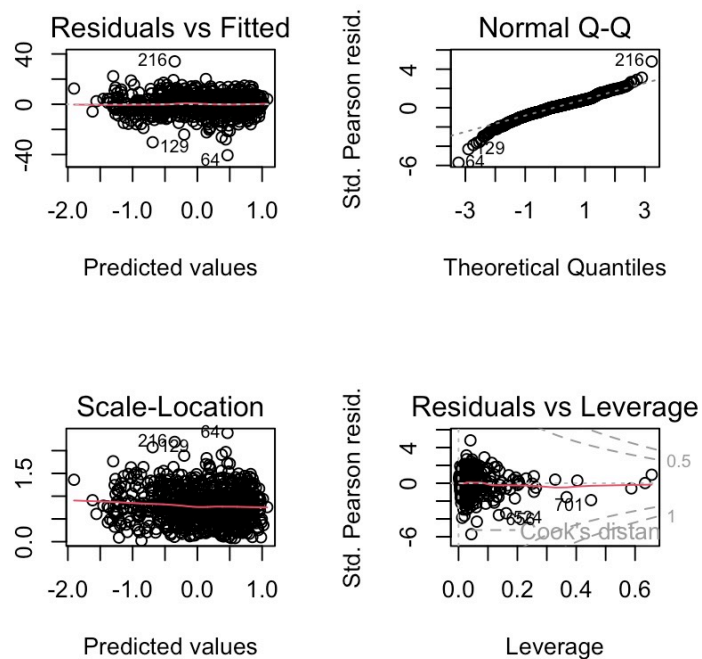 Residuals vs Fitted
216
129
64
40
0
-40
-2.0 -1.0 0.0 1.0
Predicted values
Normal Q-Q
Std. Pearson resid.
216
129
64
4
0
-6
-3 -1 1 3
Theoretical Quantiles
Scale-Location
216
129
64
1.5
0.0
-2.0 -1.0 0.0 1.0
Predicted values
Residuals vs Leverage
Std. Pearson resid.
4
0
-6
0.5
1
701
Cook's distan
0.0 0.2 0.4 0.6
Leverage